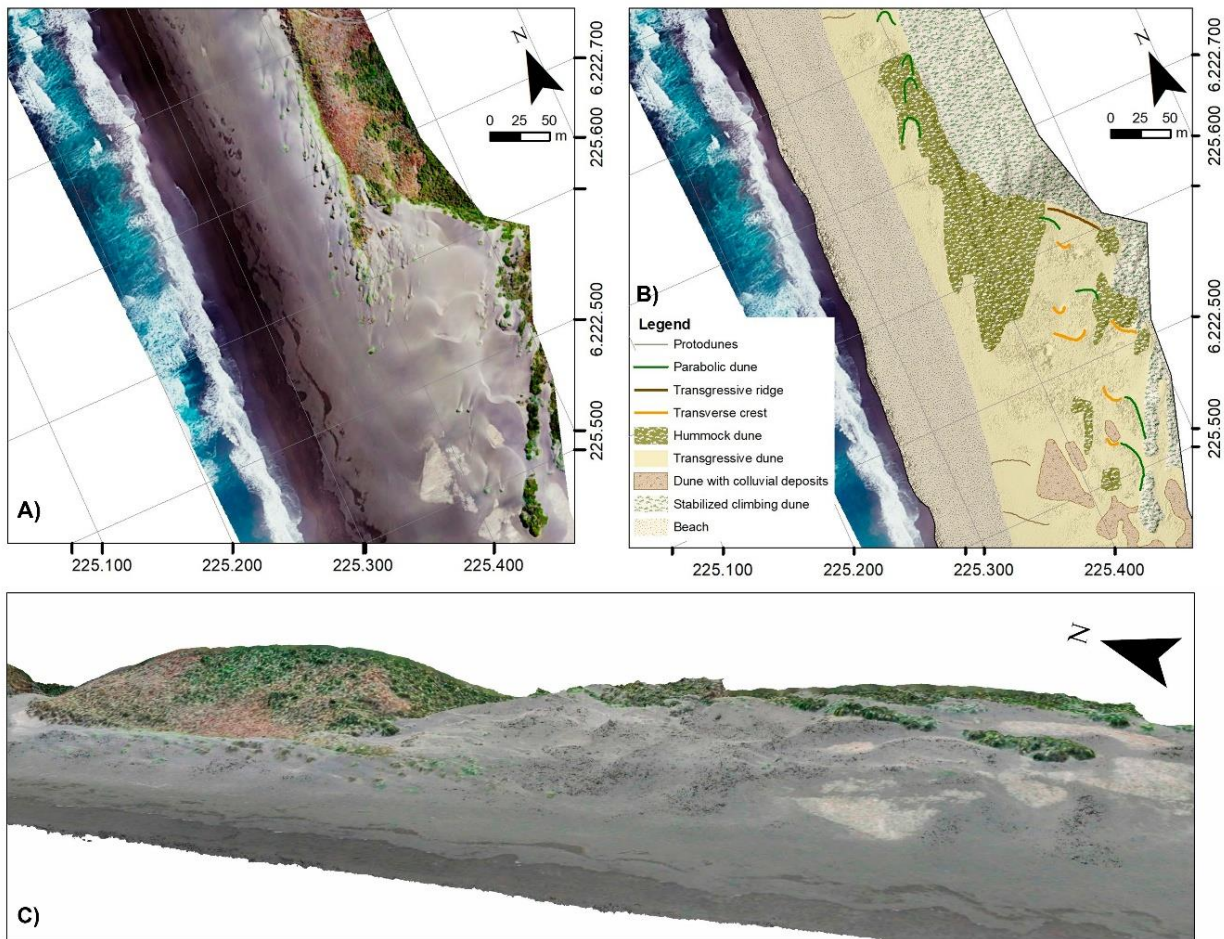 N
0 25 50
m
6.222.700
225.600
6.222.500
225.500
A)
225.100 225.200 225.300 225.400
N
0 25 50
m
6.222.700
225.600
6.222.500
225.500
B)
Legend
Protodunes
Parabolic dune
Transgressive ridge
Transverse crest
Hummock dune
Transgressive dune
Dune with colluvial deposits
Stabilized climbing dune
Beach
225.100 225.200 225.300 225.400
N
C)